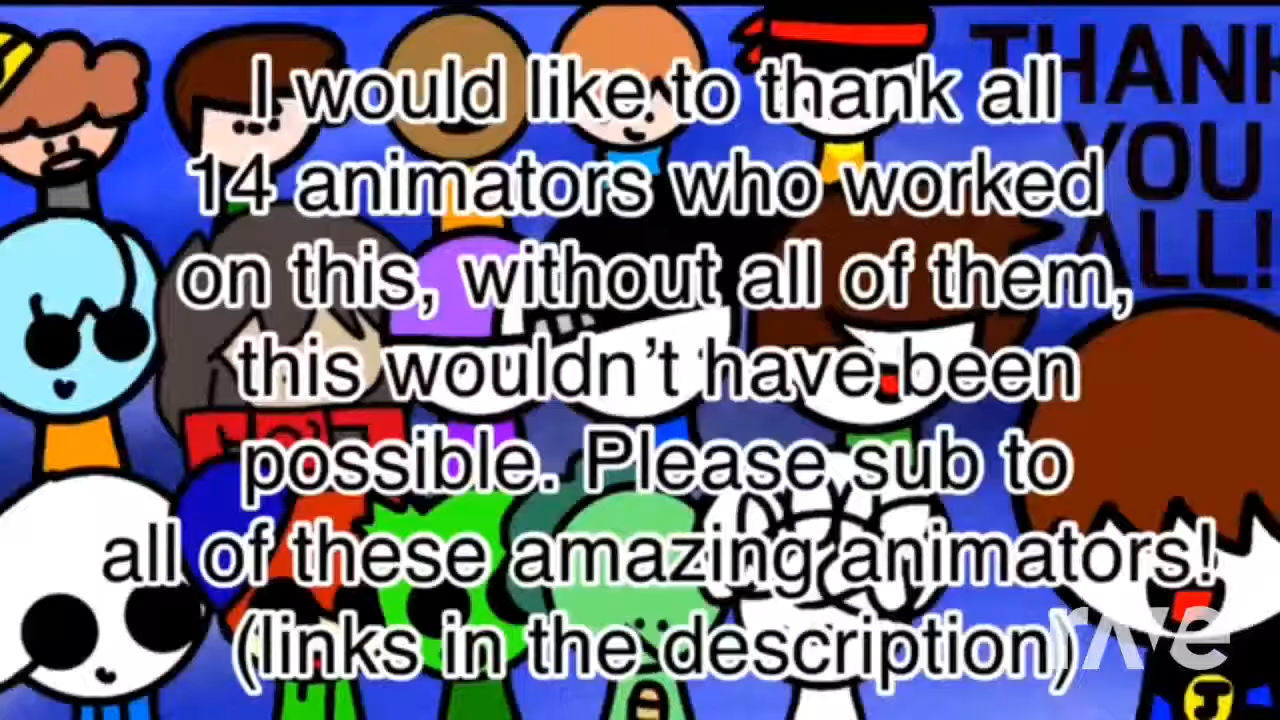 I would like to thank all
14 animators who worked
on this, without all of them,
this wouldn't have been
possible. Please sub to
all of these amazing animators!
(links in the description)
THANK
YOU
ALL!
rave
J